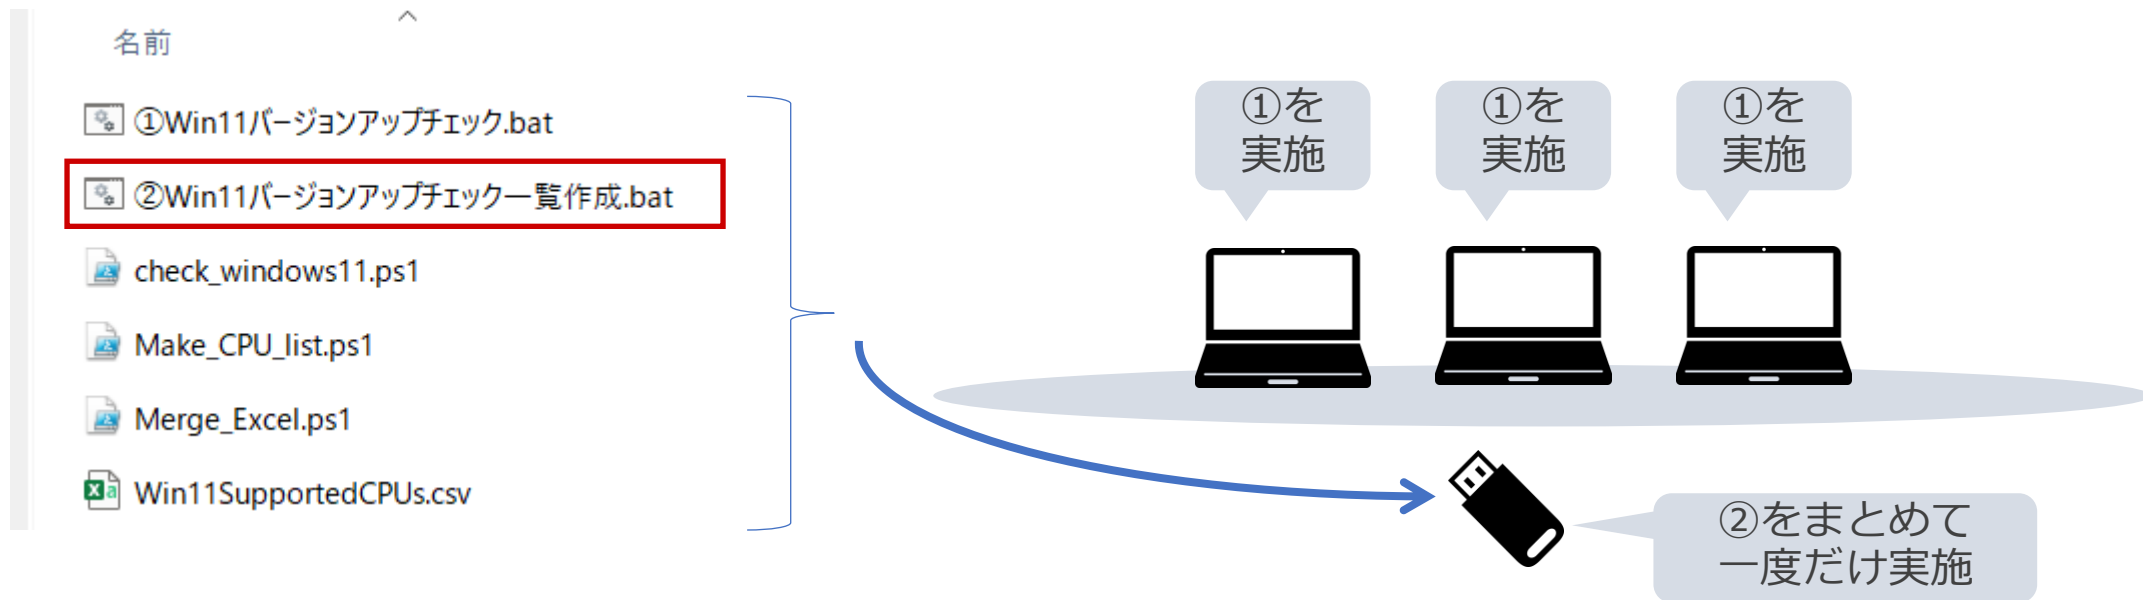 名前
①Win11バージョンアップチェック.bat
②Win11バージョンアップチェック一覧作成.bat
check_windows11.ps1
Make_CPU_list.ps1
Merge_Excel.ps1
Win11SupportedCPUs.csv
①を
実施
①を
実施
①を
実施
②をまとめて
一度だけ実施